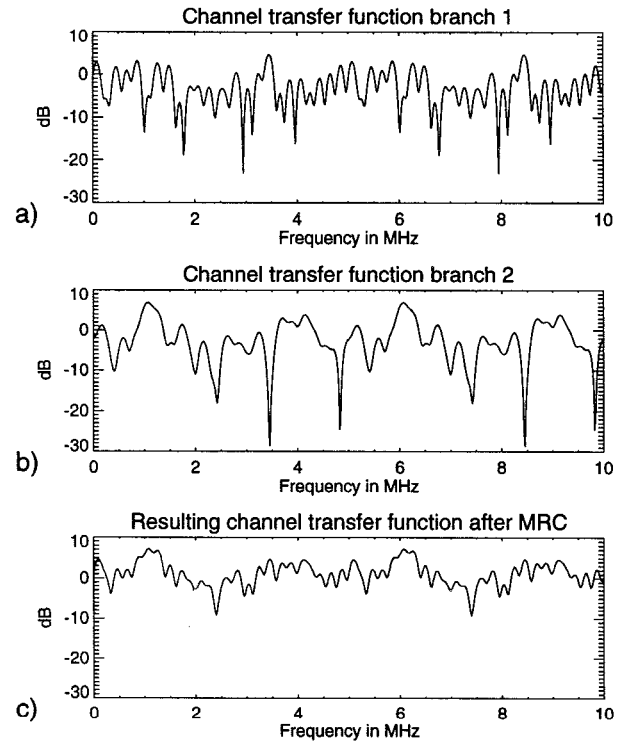 Channel transfer function branch 1
10
0
-10
-20
-30
dB
a)
0 2 4 6 8 10
Frequency in MHz
Channel transfer function branch 2
10
0
-10
-20
-30
dB
b)
0 2 4 6 8 10
Frequency in MHz
Resulting channel transfer function after MRC
10
0
-10
-20
-30
dB
c)
0 2 4 6 8 10
Frequency in MHz